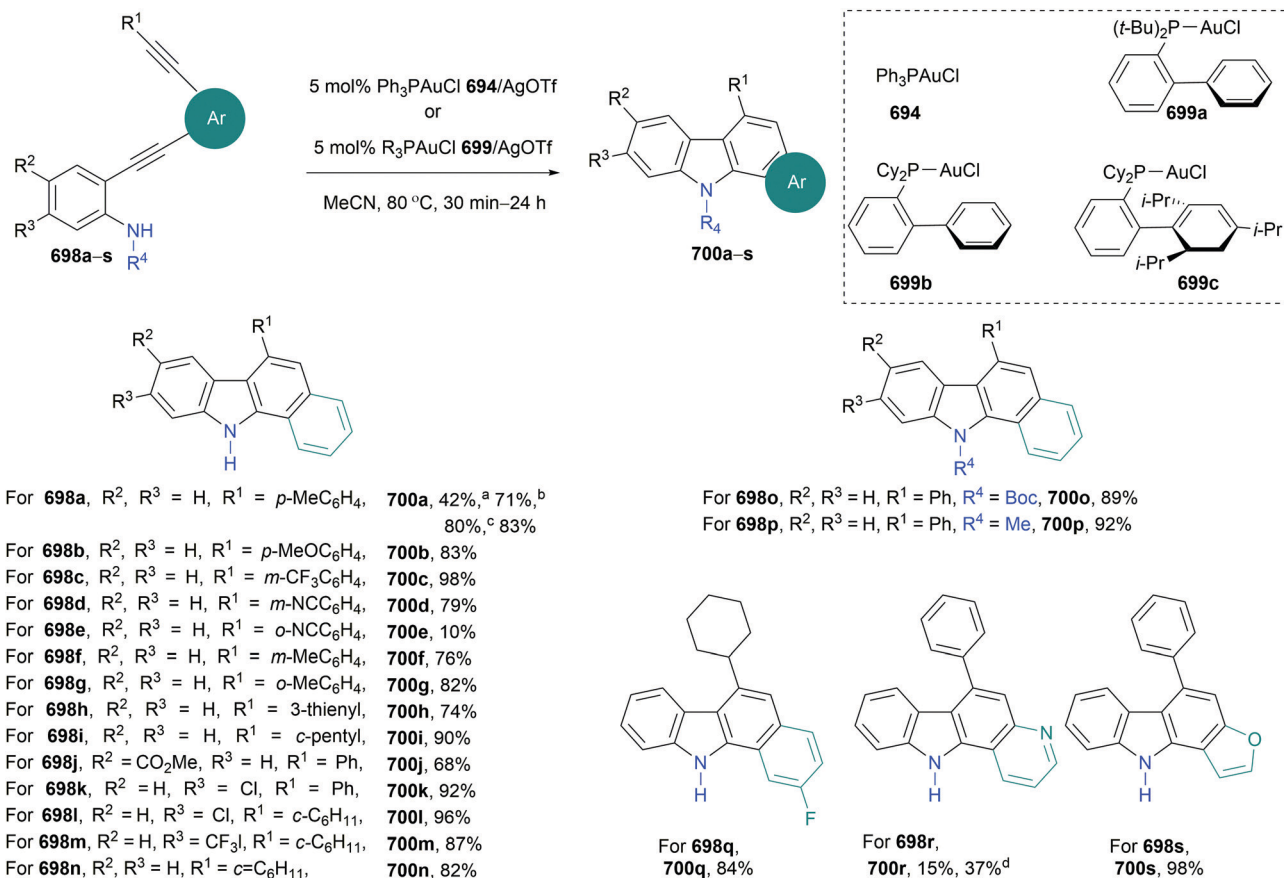 R¹
Ar
R²
R³
NH
R⁴
698a–s
5 mol% Ph₃PAuCl 694/AgOTf
or
5 mol% R₃PAuCl 699/AgOTf
MeCN, 80 °C, 30 min–24 h
R¹
R²
R³
N
R₄
Ar
700a–s
Ph₃PAuCl
694
(t-Bu)₂P—AuCl
699a
Cy₂P—AuCl
699b
Cy₂P—AuCl
i-Pr
i-Pr
i-Pr
699c
R²
R¹
R³
N
H
For 698a, R², R³ = H, R¹ = p-MeC₆H₄, 700a, 42%,ᵃ 71%,ᵇ
80%,ᶜ 83%
For 698b, R², R³ = H, R¹ = p-MeOC₆H₄, 700b, 83%
For 698c, R², R³ = H, R¹ = m-CF₃C₆H₄, 700c, 98%
For 698d, R², R³ = H, R¹ = m-NCC₆H₄, 700d, 79%
For 698e, R², R³ = H, R¹ = o-NCC₆H₄, 700e, 10%
For 698f, R², R³ = H, R¹ = m-MeC₆H₄, 700f, 76%
For 698g, R², R³ = H, R¹ = o-MeC₆H₄, 700g, 82%
For 698h, R², R³ = H, R¹ = 3-thienyl, 700h, 74%
For 698i, R², R³ = H, R¹ = c-pentyl, 700i, 90%
For 698j, R² = CO₂Me, R³ = H, R¹ = Ph, 700j, 68%
For 698k, R² = H, R³ = Cl, R¹ = Ph, 700k, 92%
For 698l, R² = H, R³ = Cl, R¹ = c-C₆H₁₁, 700l, 96%
For 698m, R² = H, R³ = CF₃I, R¹ = c-C₆H₁₁, 700m, 87%
For 698n, R², R³ = H, R¹ = c=C₆H₁₁, 700n, 82%
R²
R¹
R³
N
R⁴
For 698o, R², R³ = H, R¹ = Ph, R⁴ = Boc, 700o, 89%
For 698p, R², R³ = H, R¹ = Ph, R⁴ = Me, 700p, 92%
N
H
F
For 698q,
700q, 84%
N
N
H
For 698r,
700r, 15%, 37%ᵈ
O
N
H
For 698s,
700s, 98%